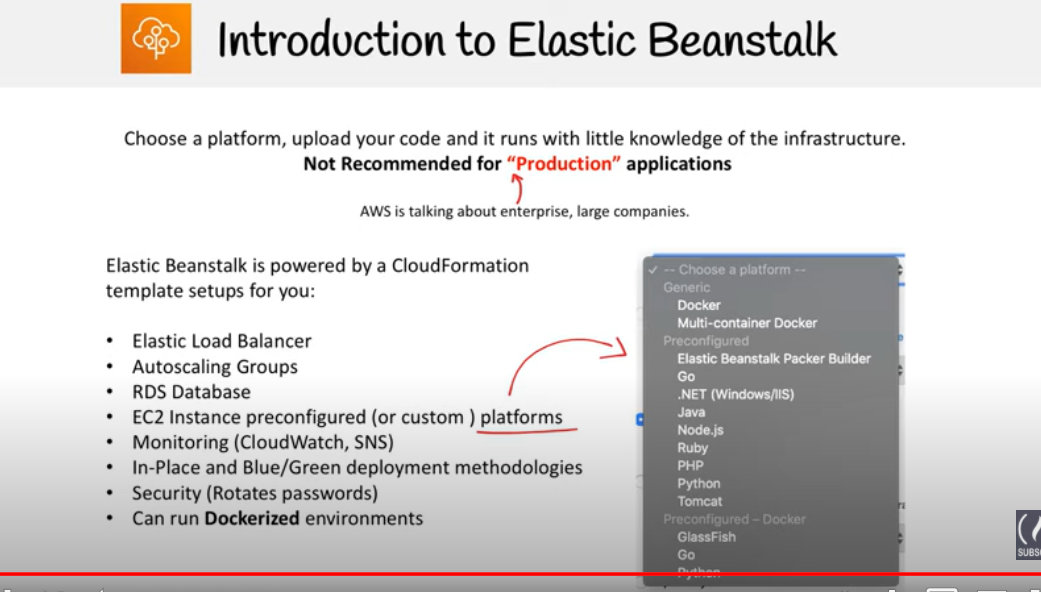 Introduction to Elastic Beanstalk
Choose a platform, upload your code and it runs with little knowledge of the infrastructure.
Not Recommended for “Production” applications
AWS is talking about enterprise, large companies.
Elastic Beanstalk is powered by a CloudFormation
template setups for you:
• Elastic Load Balancer
• Autoscaling Groups
• RDS Database
• EC2 Instance preconfigured (or custom ) platforms
• Monitoring (CloudWatch, SNS)
• In-Place and Blue/Green deployment methodologies
• Security (Rotates passwords)
• Can run Dockerized environments
✓ -- Choose a platform --
Generic
Docker
Multi-container Docker
Preconfigured
Elastic Beanstalk Packer Builder
Go
.NET (Windows/IIS)
Java
Node.js
Ruby
PHP
Python
Tomcat
Preconfigured – Docker
GlassFish
Go
Python